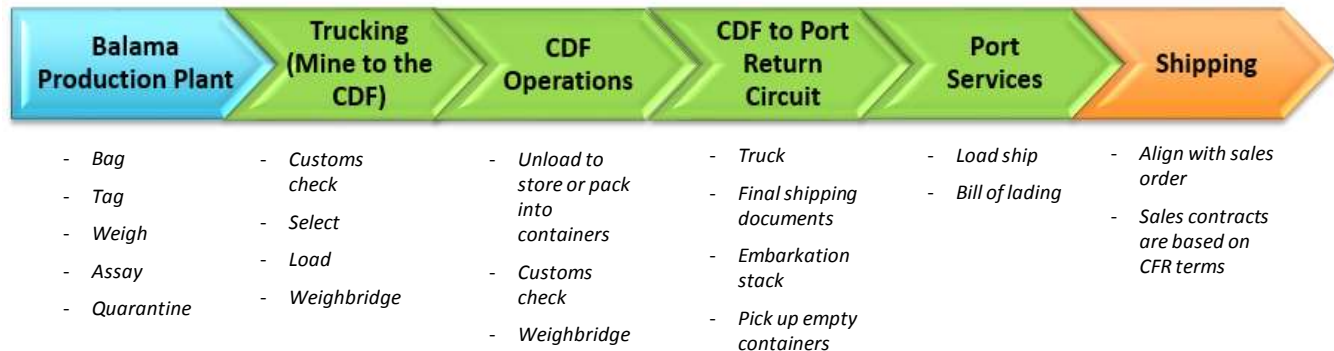 Balama
Production Plant
Trucking
(Mine to the
CDF)
CDF
Operations
CDF to Port
Return
Circuit
Port
Services
Shipping
- Bag
- Tag
- Weigh
- Assay
- Quarantine
- Customs
check
- Select
- Load
- Weighbridge
- Unload to
store or pack
into
containers
- Customs
check
- Weighbridge
- Truck
- Final shipping
documents
- Embarkation
stack
- Pick up empty
containers
- Load ship
- Bill of lading
- Align with sales
order
- Sales contracts
are based on
CFR terms